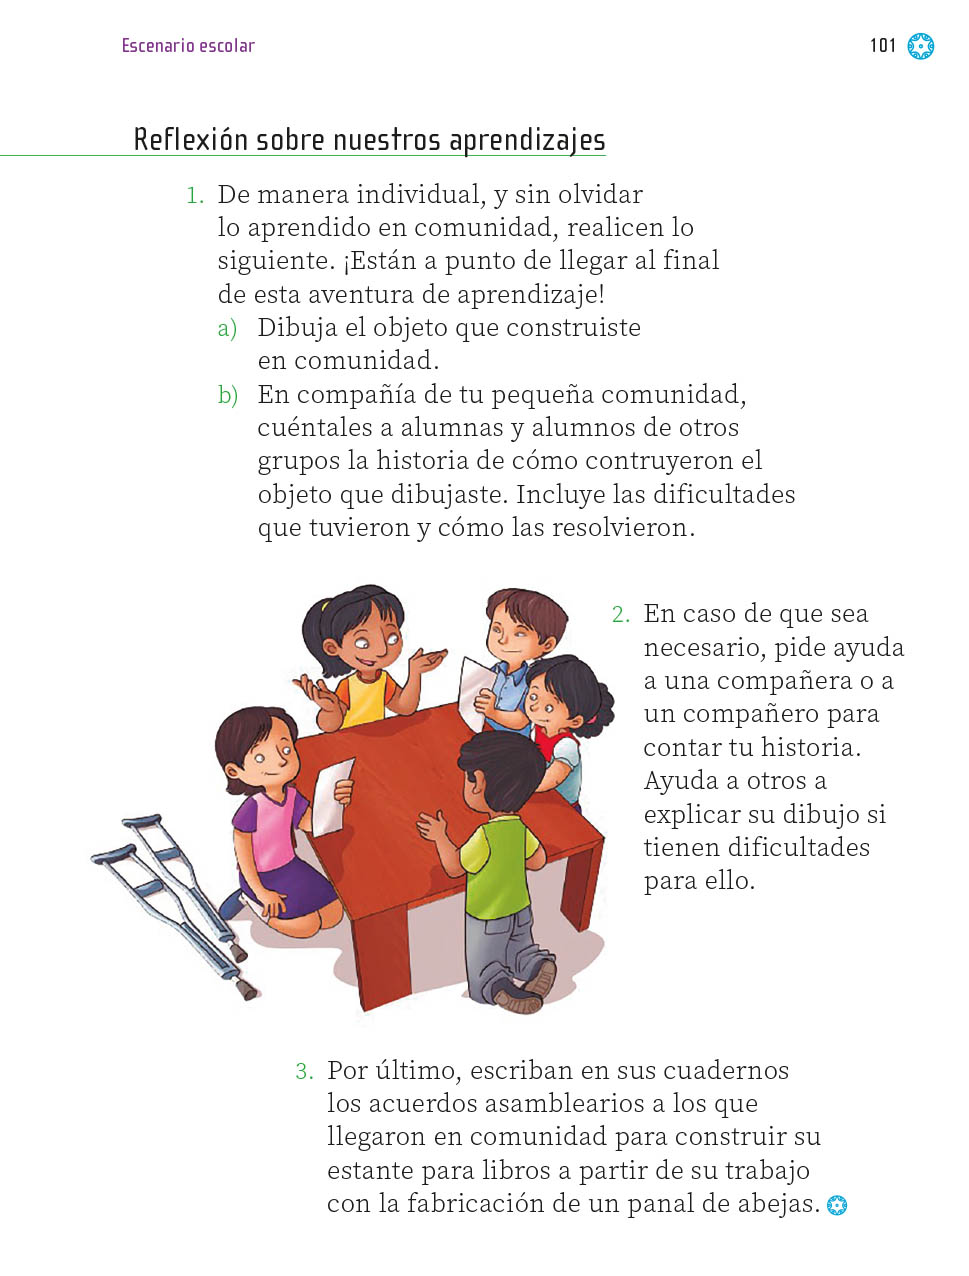 Escenario escolar
101
Reflexión sobre nuestros aprendizajes
1. De manera individual, y sin olvidar
lo aprendido en comunidad, realicen lo
siguiente. ¡Están a punto de llegar al final
de esta aventura de aprendizaje!
a) Dibuja el objeto que construiste
en comunidad.
b) En compañía de tu pequeña comunidad,
cuéntales a alumnas y alumnos de otros
grupos la historia de cómo contruyeron el
objeto que dibujaste. Incluye las dificultades
que tuvieron y cómo las resolvieron.
2. En caso de que sea
necesario, pide ayuda
a una compañera o a
un compañero para
contar tu historia.
Ayuda a otros a
explicar su dibujo si
tienen dificultades
para ello.
3. Por último, escriban en sus cuadernos
los acuerdos asamblearios a los que
llegaron en comunidad para construir su
estante para libros a partir de su trabajo
con la fabricación de un panal de abejas.